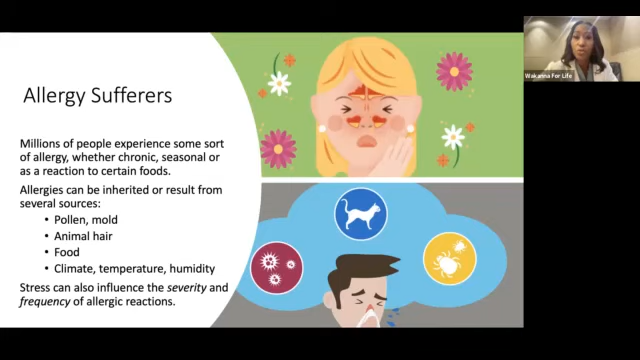 Allergy Sufferers
Millions of people experience some sort
of allergy, whether chronic, seasonal or
as a reaction to certain foods.
Allergies can be inherited or result from
several sources:
• Pollen, mold
• Animal hair
• Food
• Climate, temperature, humidity
Stress can also influence the severity and
frequency of allergic reactions.
Wakanna For Life